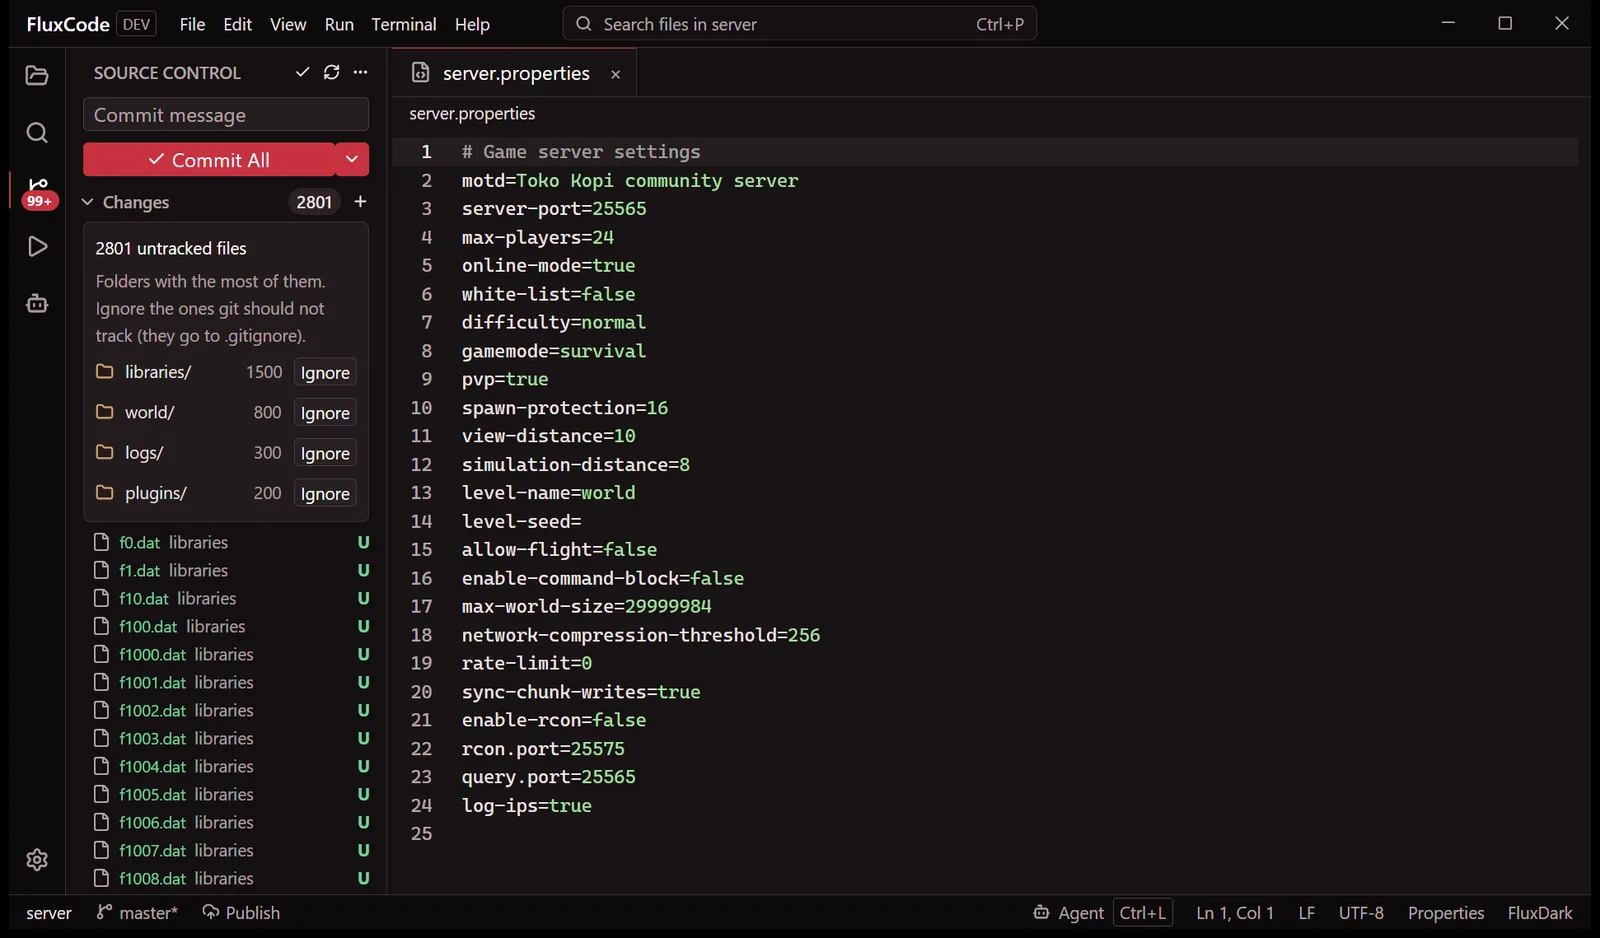 FluxCode DEV File Edit View Run Terminal Help Search files in server Ctrl+P
SOURCE CONTROL
Commit message
Commit All
99+
Changes 2801 +
2801 untracked files
Folders with the most of them.
Ignore the ones git should not
track (they go to .gitignore).
libraries/ 1500 Ignore
world/ 800 Ignore
logs/ 300 Ignore
plugins/ 200 Ignore
f0.dat libraries U
f1.dat libraries U
f10.dat libraries U
f100.dat libraries U
f1000.dat libraries U
f1001.dat libraries U
f1002.dat libraries U
f1003.dat libraries U
f1004.dat libraries U
f1005.dat libraries U
f1006.dat libraries U
f1007.dat libraries U
f1008.dat libraries U
server.properties ×
server.properties
1 # Game server settings
2 motd=Toko Kopi community server
3 server-port=25565
4 max-players=24
5 online-mode=true
6 white-list=false
7 difficulty=normal
8 gamemode=survival
9 pvp=true
10 spawn-protection=16
11 view-distance=10
12 simulation-distance=8
13 level-name=world
14 level-seed=
15 allow-flight=false
16 enable-command-block=false
17 max-world-size=29999984
18 network-compression-threshold=256
19 rate-limit=0
20 sync-chunk-writes=true
21 enable-rcon=false
22 rcon.port=25575
23 query.port=25565
24 log-ips=true
25
server master* Publish Agent Ctrl+L Ln 1, Col 1 LF UTF-8 Properties FluxDark